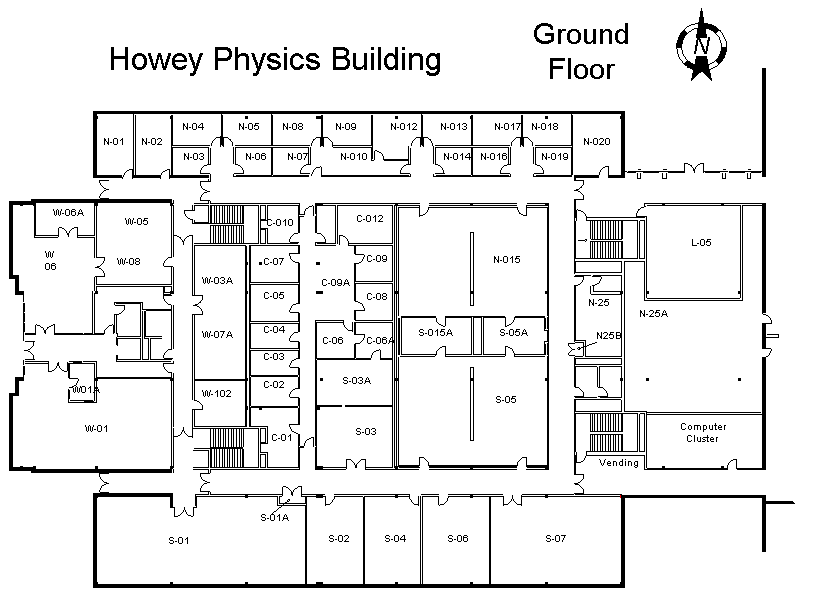 Howey Physics Building
Ground
Floor
N
N-01
N-02
N-04
N-05
N-08
N-09
N-012
N-013
N-017
N-018
N-020
N-03
N-06
N-07
N-010
N-014
N-016
N-019
W-06A
W-05
W
06
W-08
C-010
C-012
W-03A
C-07
C-09A
C-09
N-015
L-05
C-05
C-08
N-25
N-25A
W-07A
C-04
C-06
C-06A
S-015A
S-05A
N25B
C-03
W01A
W-102
C-02
S-03A
S-05
W-01
C-01
S-03
Computer
Cluster
Vending
S-01A
S-01
S-02
S-04
S-06
S-07